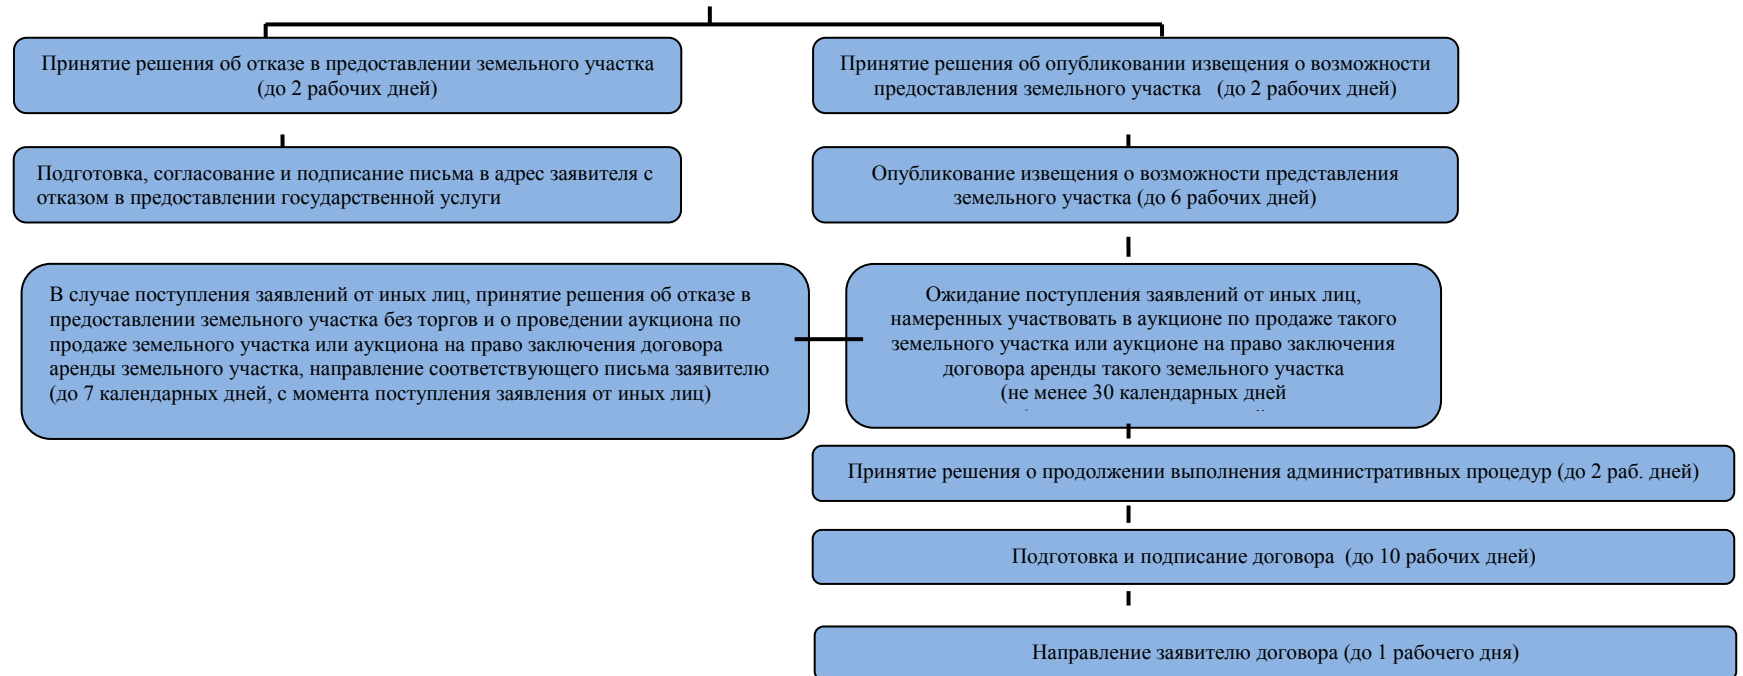 Принятие решения об отказе в предоставлении земельного участка
(до 2 рабочих дней)
Принятие решения об опубликовании извещения о возможности
предоставления земельного участка (до 2 рабочих дней)
Подготовка, согласование и подписание письма в адрес заявителя с
отказом в предоставлении государственной услуги
Опубликование извещения о возможности представления
земельного участка (до 6 рабочих дней)
В случае поступления заявлений от иных лиц, принятие решения об отказе в
предоставлении земельного участка без торгов и о проведении аукциона по
продаже земельного участка или аукциона на право заключения договора
аренды земельного участка, направление соответствующего письма заявителю
(до 7 календарных дней, с момента поступления заявления от иных лиц)
Ожидание поступления заявлений от иных лиц,
намеренных участвовать в аукционе по продаже такого
земельного участка или аукционе на право заключения
договора аренды такого земельного участка
(не менее 30 календарных дней
Принятие решения о продолжении выполнения административных процедур (до 2 раб. дней)
Подготовка и подписание договора (до 10 рабочих дней)
Направление заявителю договора (до 1 рабочего дня)